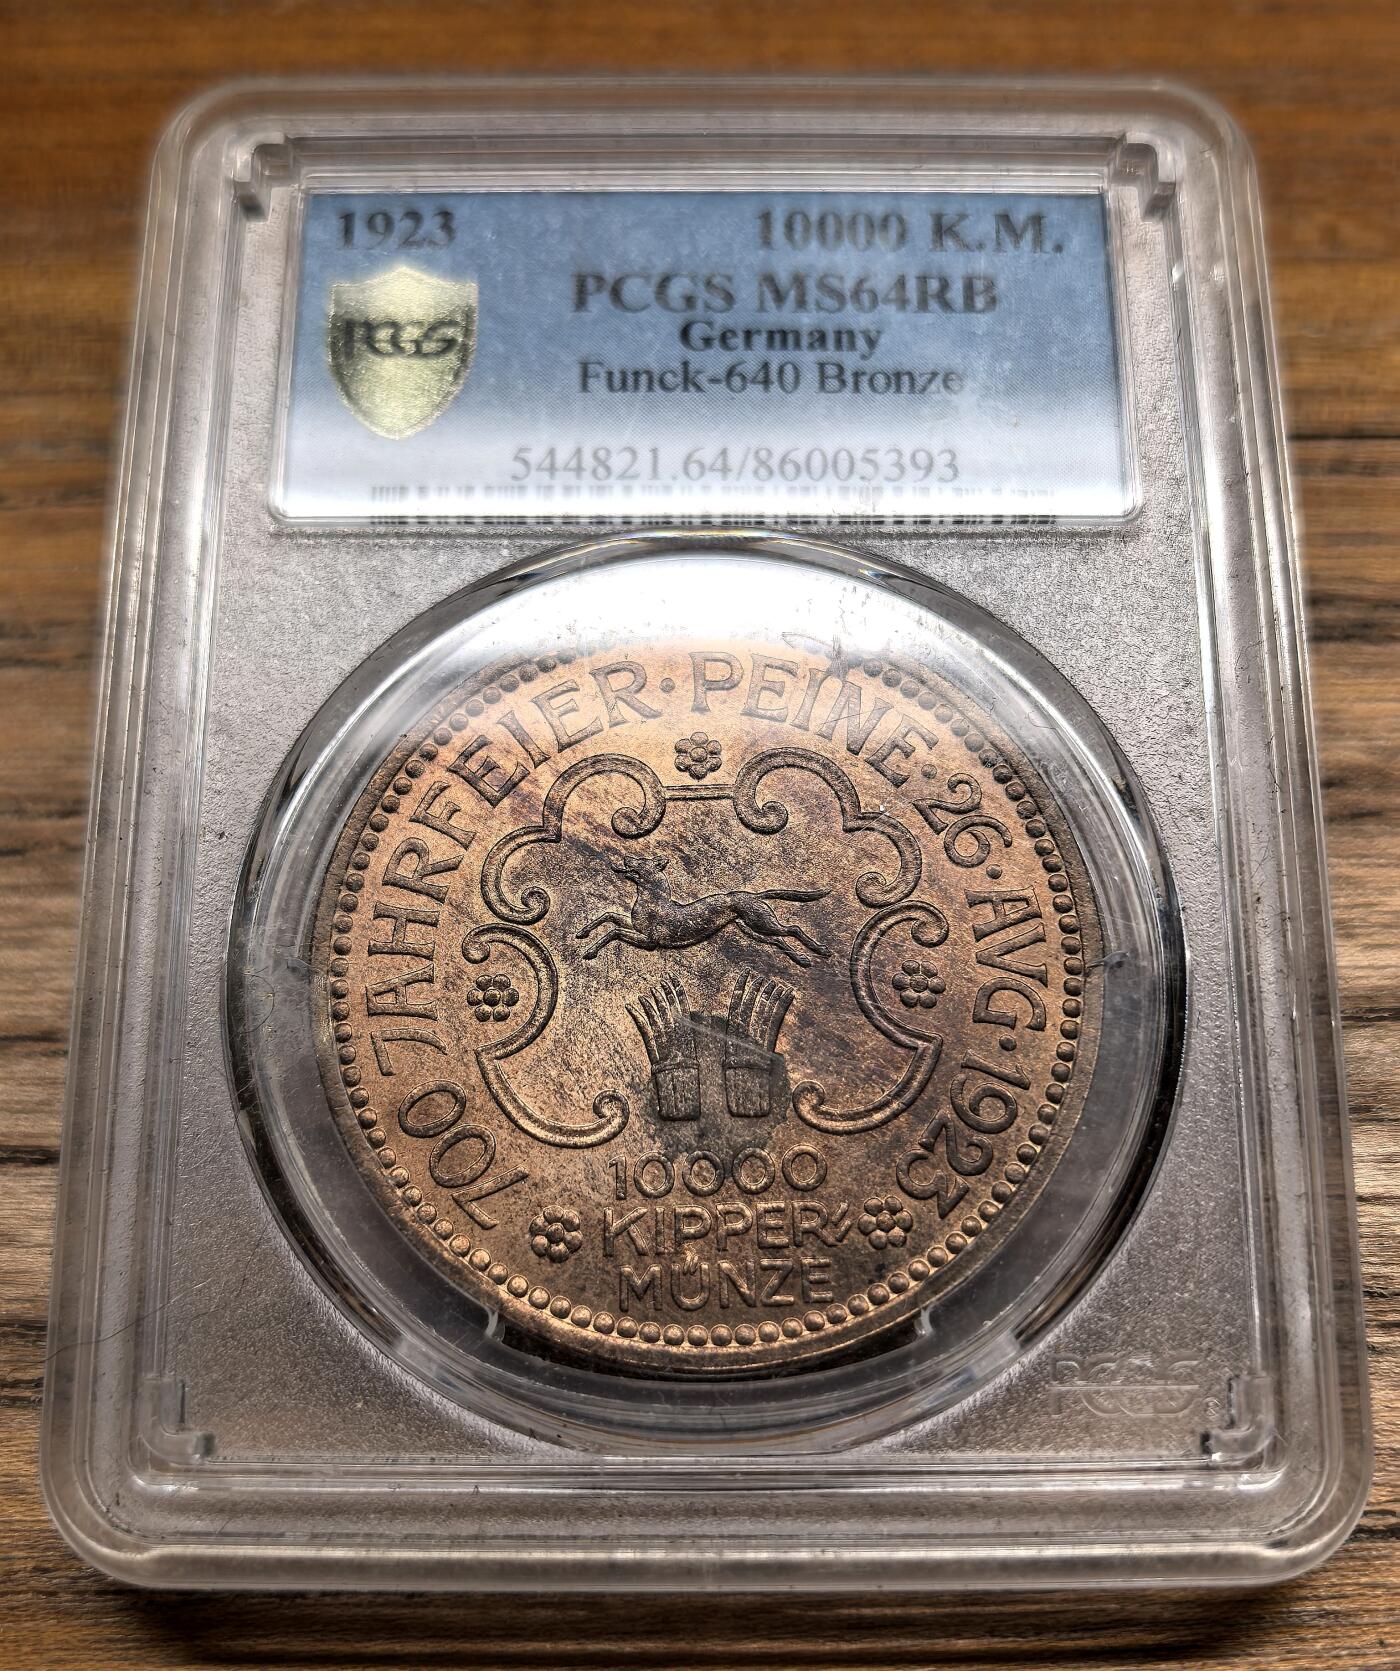 1923
10000 K.M.
PCGS MS64RB
Germany
Funck-640 Bronze
PCGS
544821.64/86005393
700 JAHRFEIER · PEINE · 26 · AVG · 1923
10000
KIPPER
MÜNZE
PCGS